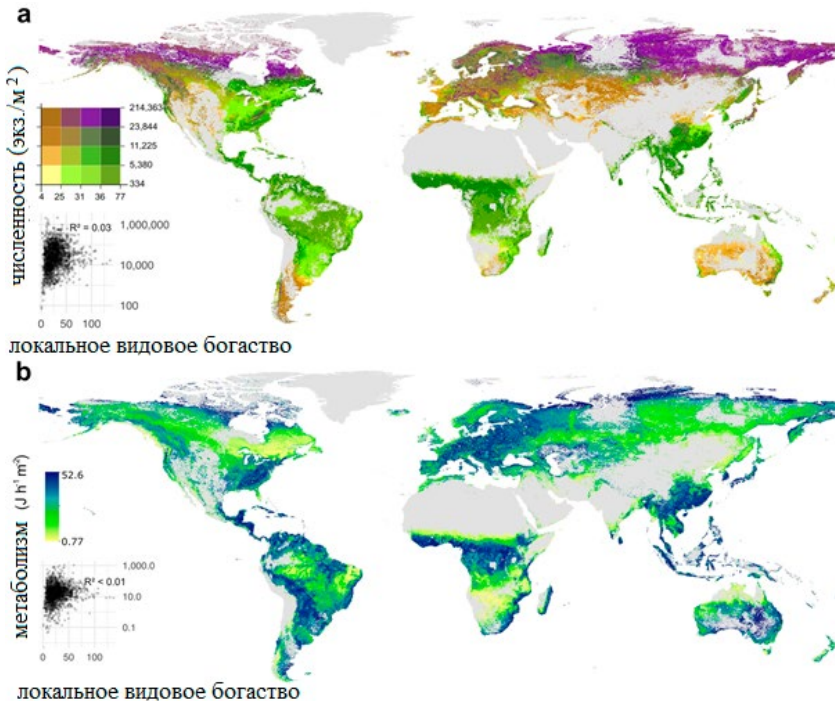 a
численность (экз./м 2 )
214,363
23,844
11,225
5,380
334
4 25 31 36 77
R² = 0.03
1,000,000
10,000
100
0 50 100
локальное видовое богаство
b
метаболизм (J h⁻¹ m²)
52.6
0.77
R² < 0.01
1,000.0
10.0
0.1
0 50 100
локальное видовое богаство